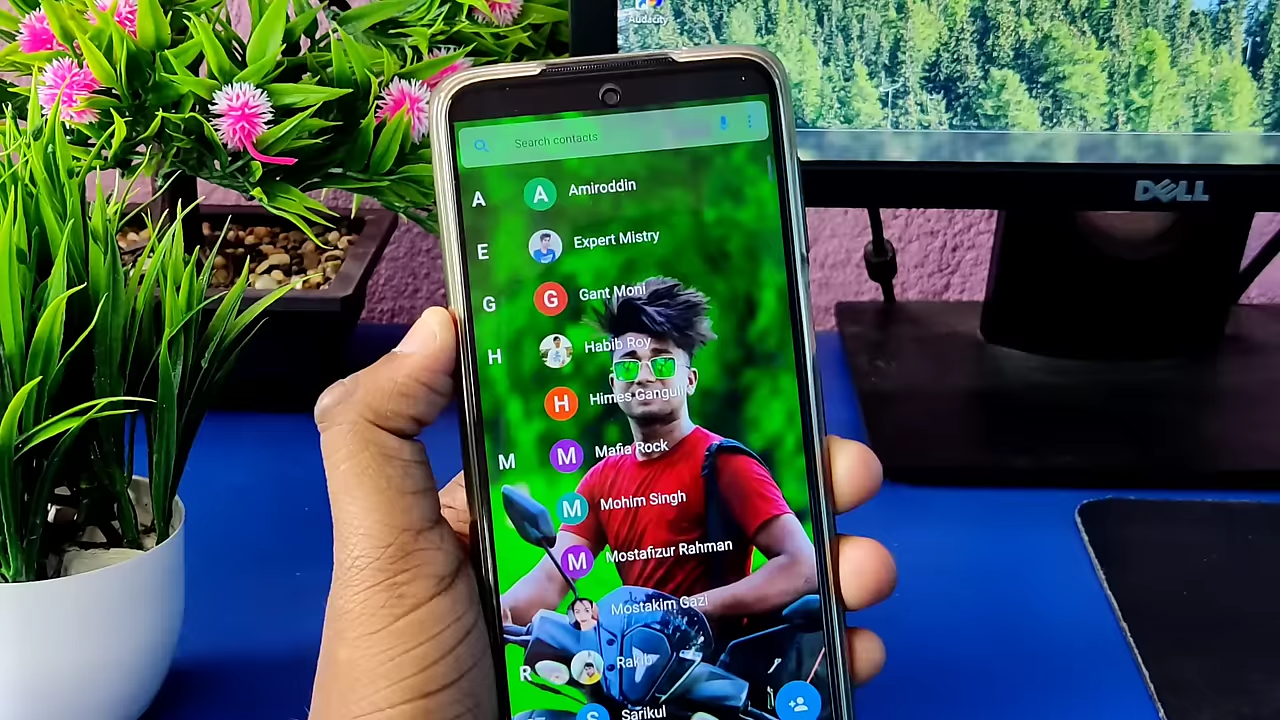 Audacity
Search contacts
A
A
Amiroddin
E
Expert Mistry
G
G
Gant Moni
H
Habib Roy
H
Himes Ganguli
M
M
Mafia Rock
M
Mohim Singh
M
Mostafizur Rahman
Mostakim Gazi
R
Rakib
S
Sarikul
DELL